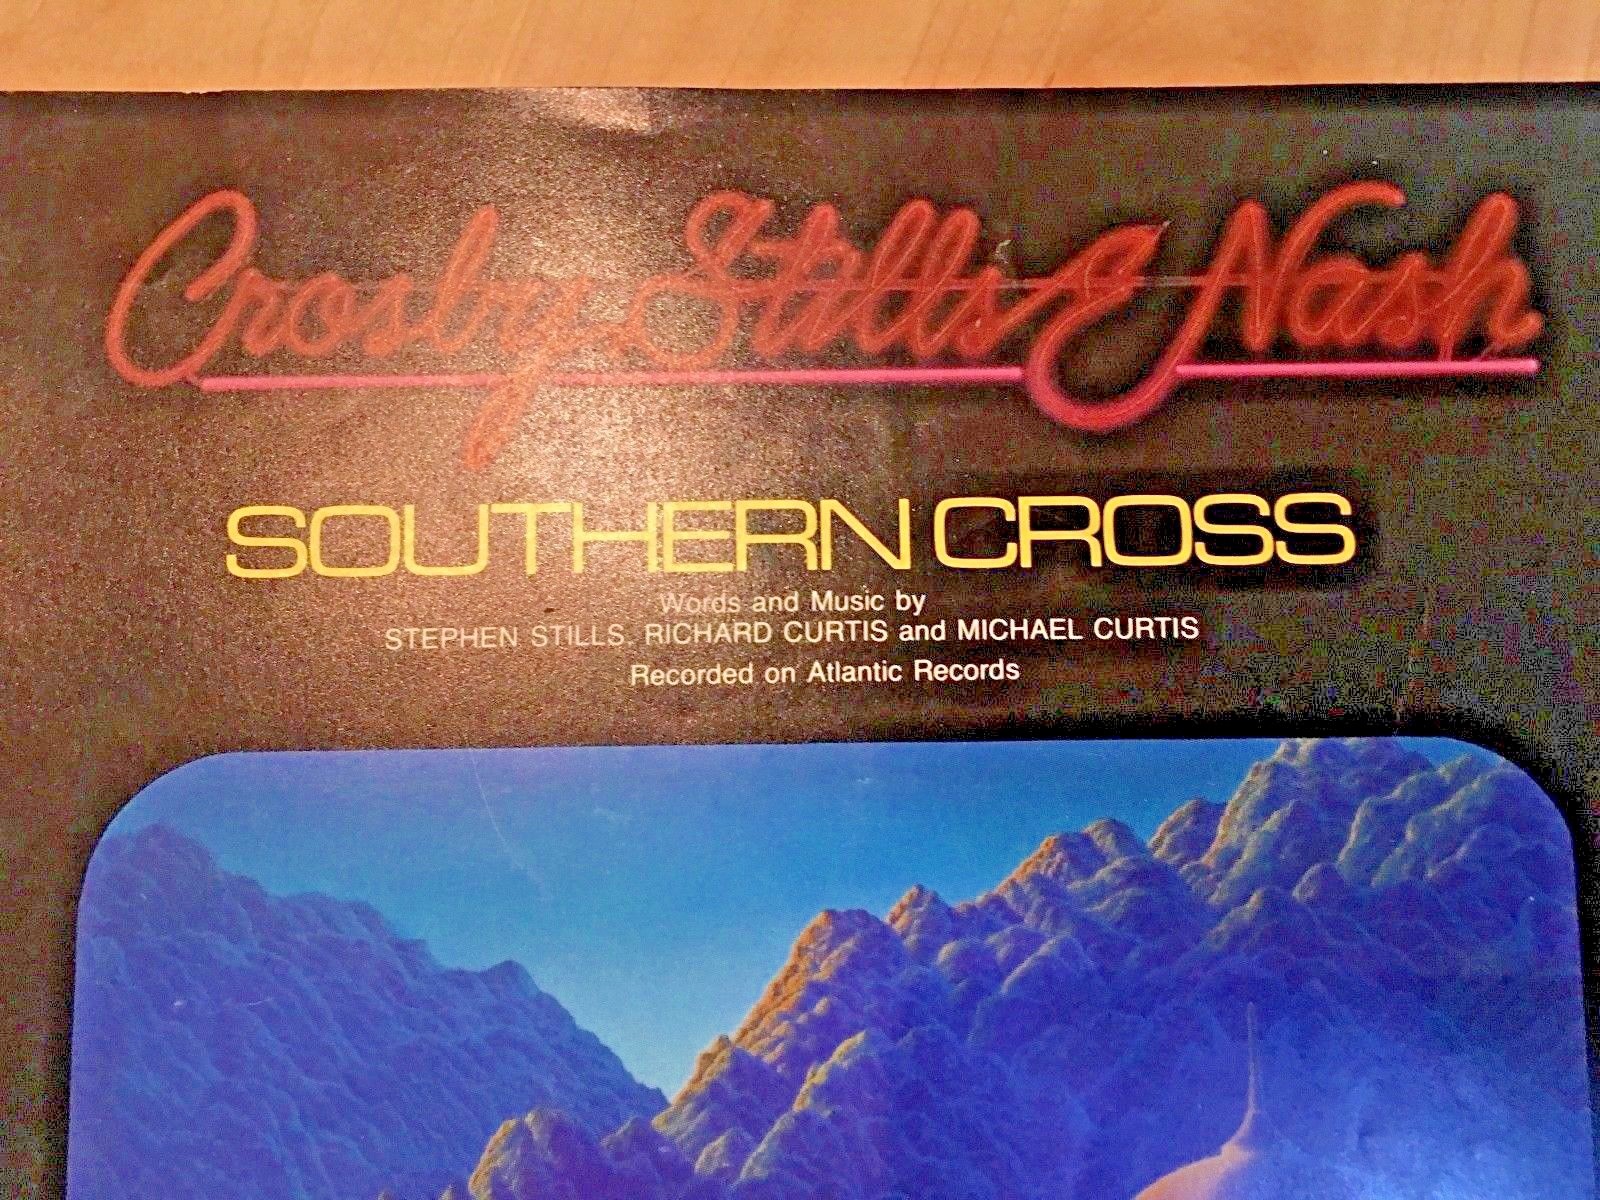 Crosby, Stills & Nash
SOUTHERN CROSS
Words and Music by
STEPHEN STILLS, RICHARD CURTIS and MICHAEL CURTIS
Recorded on Atlantic Records